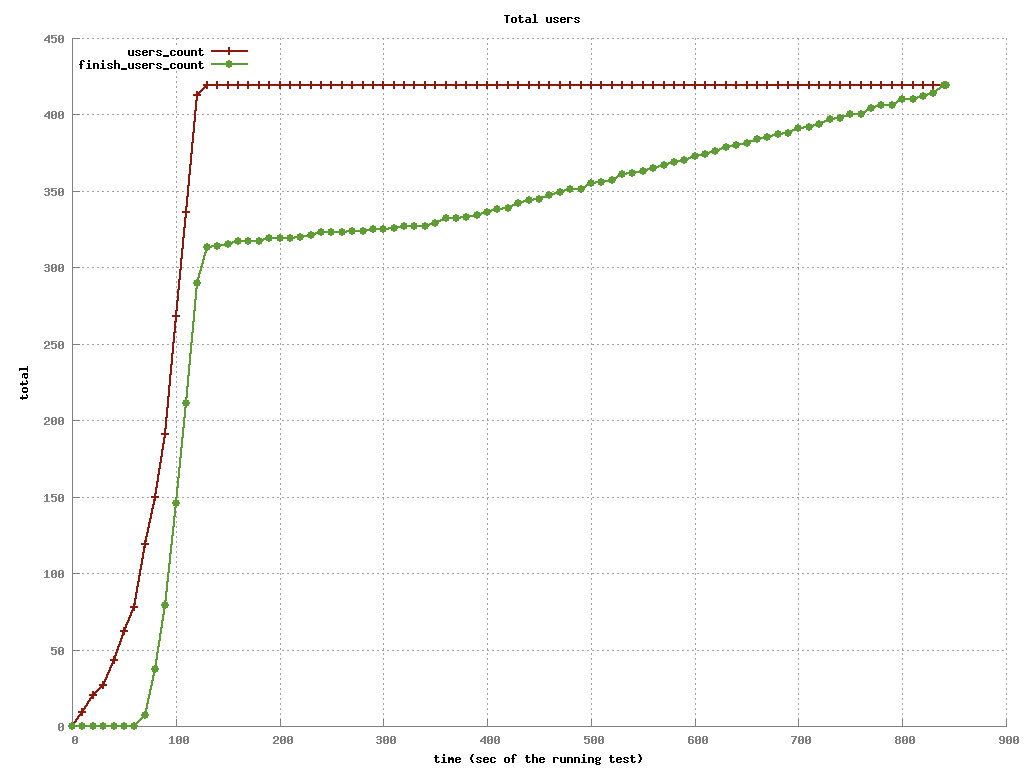 Total users
users_count
finish_users_count
450
400
350
300
250
200
150
100
50
0
total
0 100 200 300 400 500 600 700 800 900
time (sec of the running test)